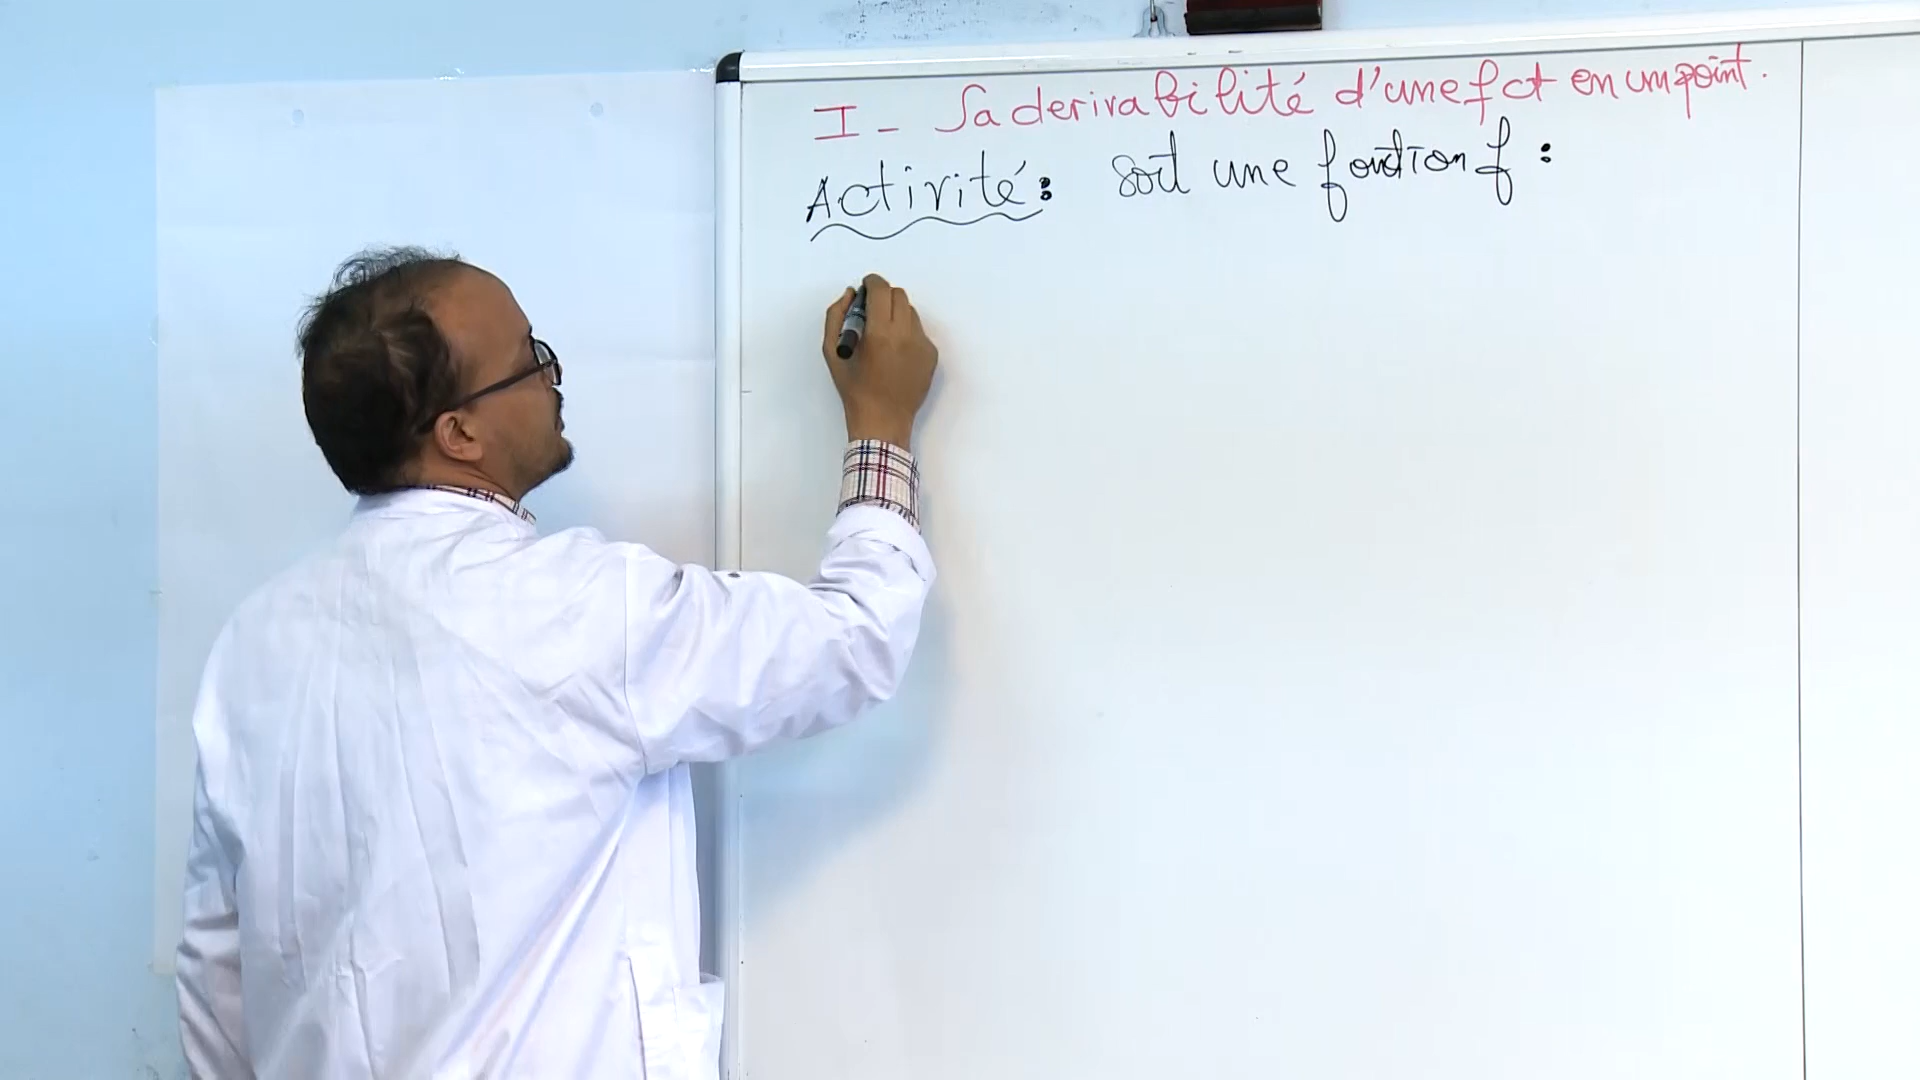 I - La derivabilité d'une fct en un point.
Activité : soit une fonction f :